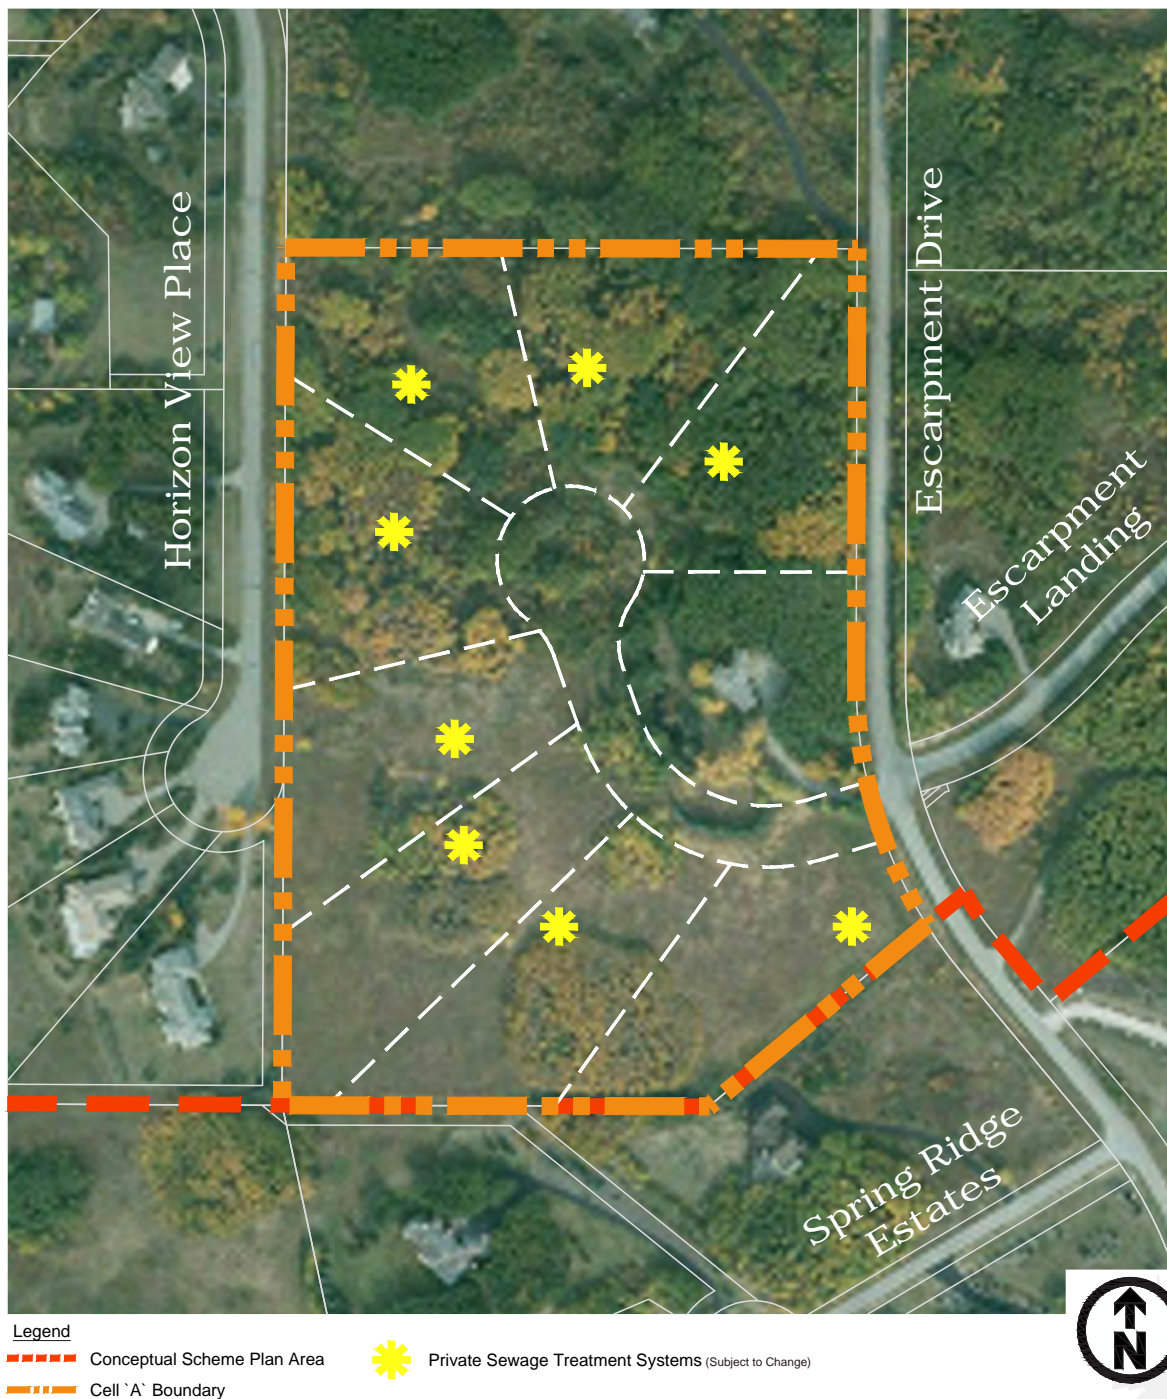 Horizon View Place
Escarpment Drive
Escarpment
Landing
Spring Ridge
Estates
N
Legend
Conceptual Scheme Plan Area
Private Sewage Treatment Systems (Subject to Change)
Cell `A` Boundary